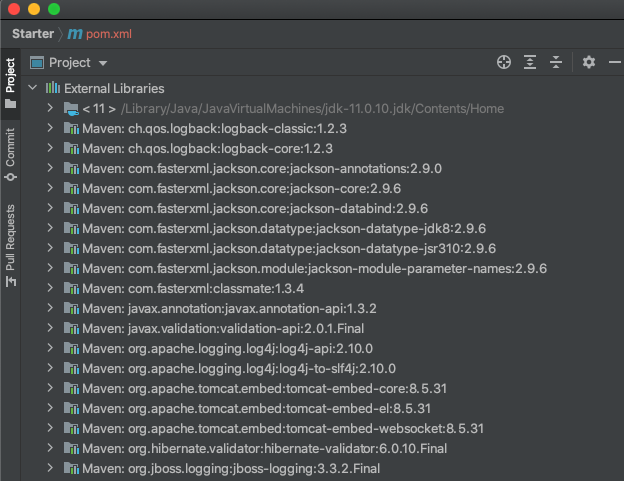 Starter 〉 m pom.xml
Project
Project
Commit
Pull Requests
External Libraries
< 11 > /Library/Java/JavaVirtualMachines/jdk-11.0.10.jdk/Contents/Home
Maven: ch.qos.logback:logback-classic:1.2.3
Maven: ch.qos.logback:logback-core:1.2.3
Maven: com.fasterxml.jackson.core:jackson-annotations:2.9.0
Maven: com.fasterxml.jackson.core:jackson-core:2.9.6
Maven: com.fasterxml.jackson.core:jackson-databind:2.9.6
Maven: com.fasterxml.jackson.datatype:jackson-datatype-jdk8:2.9.6
Maven: com.fasterxml.jackson.datatype:jackson-datatype-jsr310:2.9.6
Maven: com.fasterxml.jackson.module:jackson-module-parameter-names:2.9.6
Maven: com.fasterxml:classmate:1.3.4
Maven: javax.annotation:javax.annotation-api:1.3.2
Maven: javax.validation:validation-api:2.0.1.Final
Maven: org.apache.logging.log4j:log4j-api:2.10.0
Maven: org.apache.logging.log4j:log4j-to-slf4j:2.10.0
Maven: org.apache.tomcat.embed:tomcat-embed-core:8.5.31
Maven: org.apache.tomcat.embed:tomcat-embed-el:8.5.31
Maven: org.apache.tomcat.embed:tomcat-embed-websocket:8.5.31
Maven: org.hibernate.validator:hibernate-validator:6.0.10.Final
Maven: org.jboss.logging:jboss-logging:3.3.2.Final